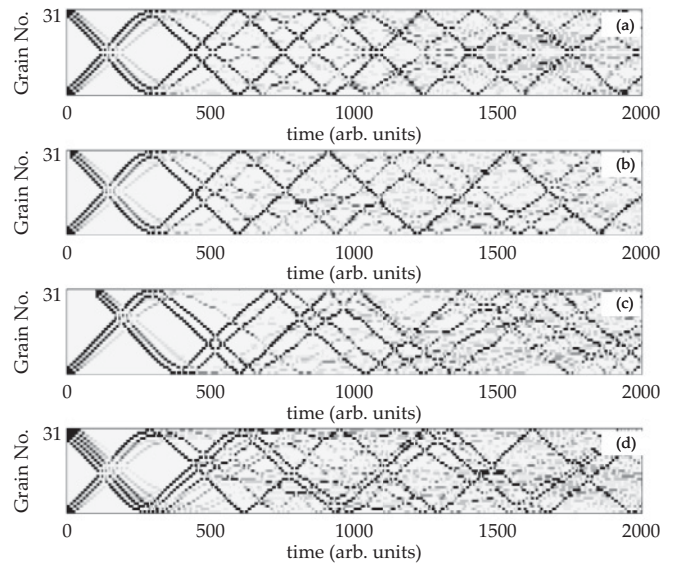 31
(a)
Grain No.
0 500 1000 1500 2000
time (arb. units)
31
(b)
Grain No.
0 500 1000 1500 2000
time (arb. units)
31
(c)
Grain No.
0 500 1000 1500 2000
time (arb. units)
31
(d)
Grain No.
0 500 1000 1500 2000
time (arb. units)